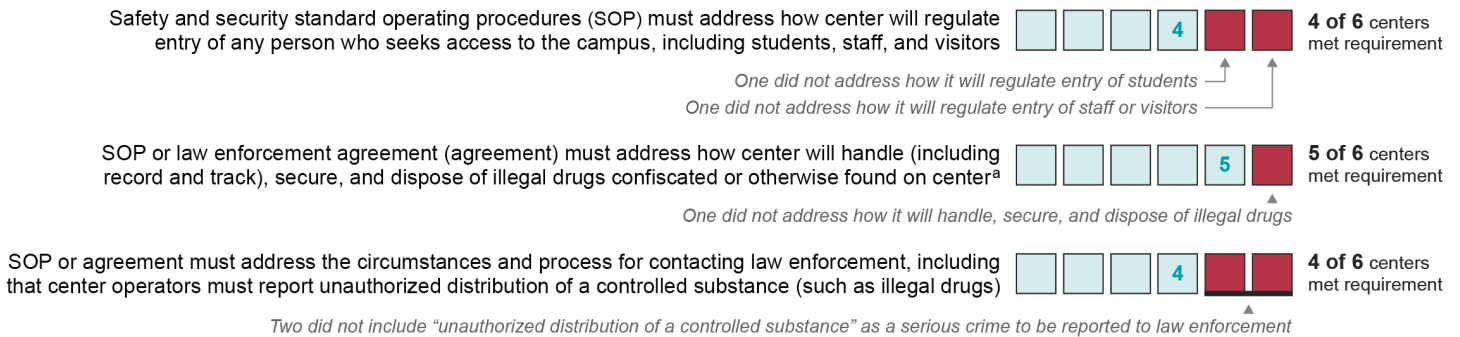 Safety and security standard operating procedures (SOP) must address how center will regulate
entry of any person who seeks access to the campus, including students, staff, and visitors
4
4 of 6 centers
met requirement
One did not address how it will regulate entry of students
One did not address how it will regulate entry of staff or visitors
SOP or law enforcement agreement (agreement) must address how center will handle (including
record and track), secure, and dispose of illegal drugs confiscated or otherwise found on centerᵃ
5
5 of 6 centers
met requirement
One did not address how it will handle, secure, and dispose of illegal drugs
SOP or agreement must address the circumstances and process for contacting law enforcement, including
that center operators must report unauthorized distribution of a controlled substance (such as illegal drugs)
4
4 of 6 centers
met requirement
Two did not include “unauthorized distribution of a controlled substance” as a serious crime to be reported to law enforcement